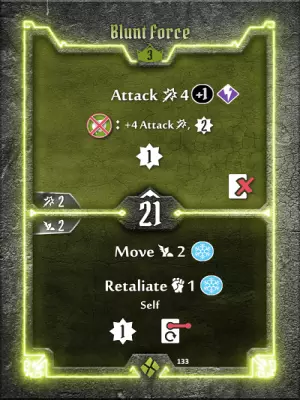 Blunt Force
3
Attack 4 +1
: +4 Attack , 2
1
2
21
2
Move 2
Retaliate 1
Self
1
133